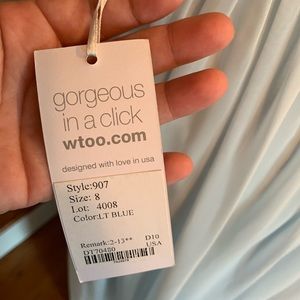 gorgeous
in a click
wtoo.com
designed with love in usa
Style:907
Size: 8
Lot: 4008
Color:LT BLUE
Remark:2-13** D10
DT70480 USA